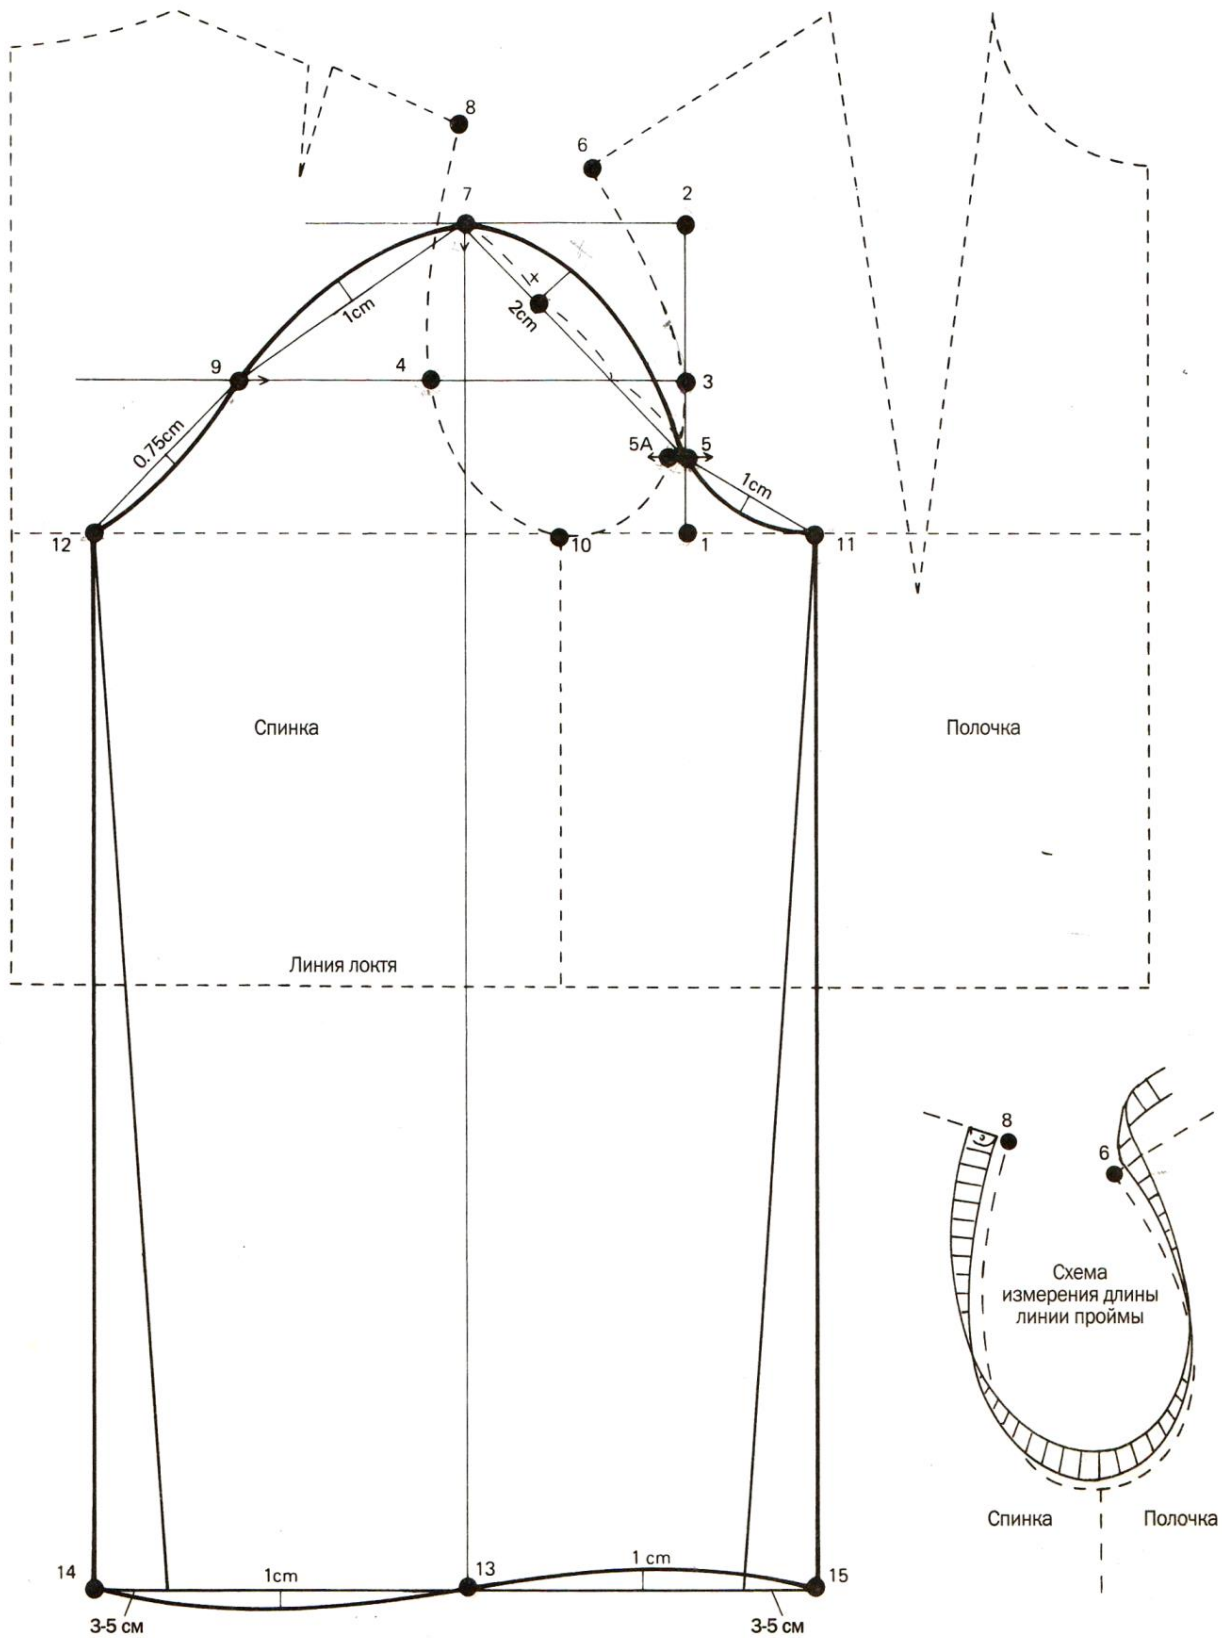 8
6
7
2
1cm
2cm
9
4
3
0.75cm
5A
5
1cm
12
10
1
11
Спинка
Полочка
Линия локтя
8
6
Схема
измерения длины
линии проймы
Спинка
Полочка
14
1cm
13
1 cm
15
3-5 см
3-5 см